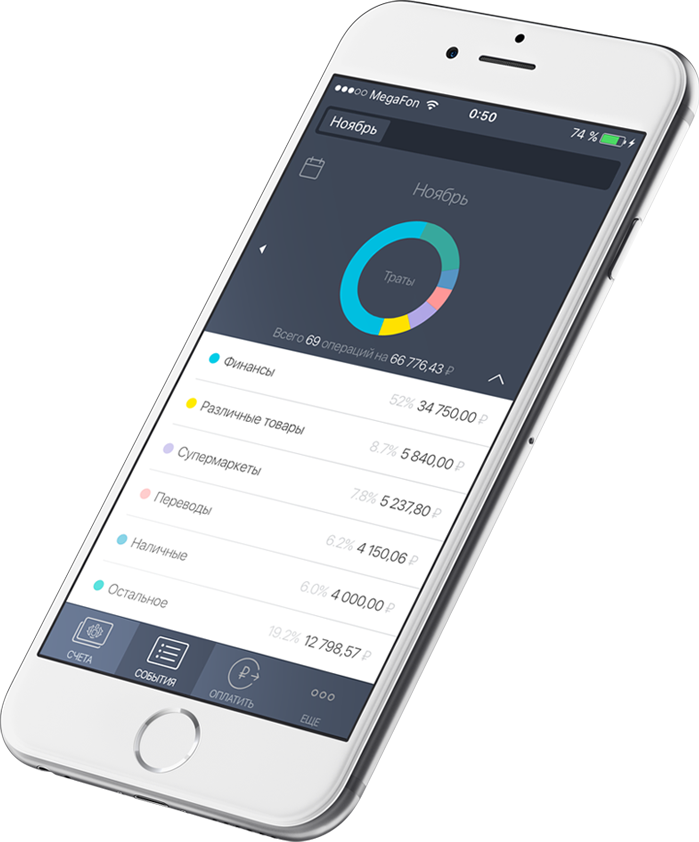 MegaFon 0:50 74 %
Ноябрь
Ноябрь
Траты
Всего 69 операций на 66 776,43 ₽
Финансы 52% 34 750,00 ₽
Различные товары 8.7% 5 840,00 ₽
Супермаркеты 7.8% 5 237,80 ₽
Переводы 6.2% 4 150,06 ₽
Наличные 6.0% 4 000,00 ₽
Остальное 19.2% 12 798,57 ₽
СЧЕТА СОБЫТИЯ ОПЛАТИТЬ ЕЩЕ